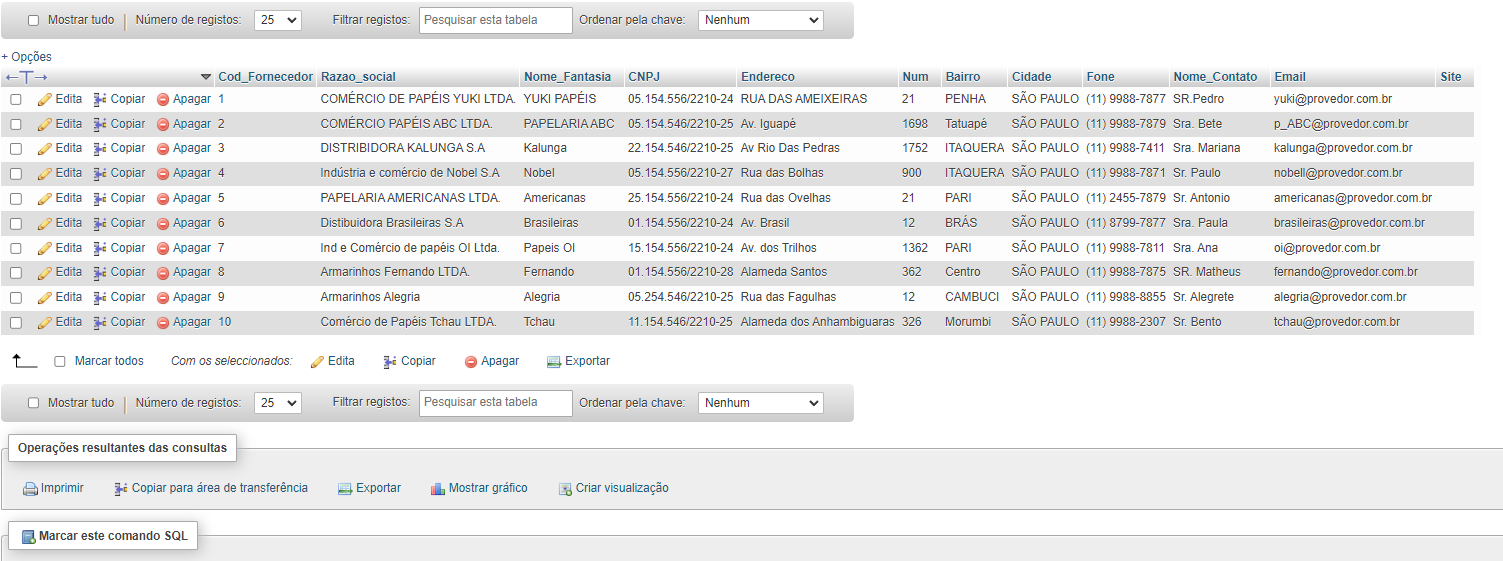 Mostrar tudo | Número de registos: 25 Filtrar registos: Pesquisar esta tabela Ordenar pela chave: Nenhum
+ Opções
←T→ Cod_Fornecedor Razao_social Nome_Fantasia CNPJ Endereco Num Bairro Cidade Fone Nome_Contato Email Site
Edita Copiar Apagar 1 COMÉRCIO DE PAPÉIS YUKI LTDA. YUKI PAPÉIS 05.154.556/2210-24 RUA DAS AMEIXEIRAS 21 PENHA SÃO PAULO (11) 9988-7877 SR.Pedro yuki@provedor.com.br
Edita Copiar Apagar 2 COMÉRCIO PAPÉIS ABC LTDA. PAPELARIA ABC 05.154.546/2210-25 Av. Iguapé 1698 Tatuapé SÃO PAULO (11) 9988-7879 Sra. Bete p_ABC@provedor.com.br
Edita Copiar Apagar 3 DISTRIBIDORA KALUNGA S.A Kalunga 22.154.546/2210-25 Av Rio Das Pedras 1752 ITAQUERA SÃO PAULO (11) 9988-7411 Sra. Mariana kalunga@provedor.com.br
Edita Copiar Apagar 4 Indústria e comércio de Nobel S.A Nobel 05.154.546/2210-27 Rua das Bolhas 900 ITAQUERA SÃO PAULO (11) 9988-7871 Sr. Paulo nobell@provedor.com.br
Edita Copiar Apagar 5 PAPELARIA AMERICANAS LTDA. Americanas 25.154.556/2210-24 Rua das Ovelhas 21 PARI SÃO PAULO (11) 2455-7879 Sr. Antonio americanas@provedor.com.br
Edita Copiar Apagar 6 Distibuidora Brasileiras S.A Brasileiras 01.154.556/2210-24 Av. Brasil 12 BRÁS SÃO PAULO (11) 8799-7877 Sra. Paula brasileiras@provedor.com.br
Edita Copiar Apagar 7 Ind e Comércio de papéis OI Ltda. Papeis OI 15.154.556/2210-24 Av. dos Trilhos 1362 PARI SÃO PAULO (11) 9988-7811 Sra. Ana oi@provedor.com.br
Edita Copiar Apagar 8 Armarinhos Fernando LTDA. Fernando 01.154.556/2210-28 Alameda Santos 362 Centro SÃO PAULO (11) 9988-7875 SR. Matheus fernando@provedor.com.br
Edita Copiar Apagar 9 Armarinhos Alegria Alegria 05.254.546/2210-25 Rua das Fagulhas 12 CAMBUCI SÃO PAULO (11) 9988-8855 Sr. Alegrete alegria@provedor.com.br
Edita Copiar Apagar 10 Comércio de Papéis Tchau LTDA. Tchau 11.154.546/2210-25 Alameda dos Anhambiguaras 326 Morumbi SÃO PAULO (11) 9988-2307 Sr. Bento tchau@provedor.com.br
Marcar todos Com os seleccionados: Edita Copiar Apagar Exportar
Mostrar tudo | Número de registos: 25 Filtrar registos: Pesquisar esta tabela Ordenar pela chave: Nenhum
Operações resultantes das consultas
Imprimir Copiar para área de transferência Exportar Mostrar gráfico Criar visualização
Marcar este comando SQL